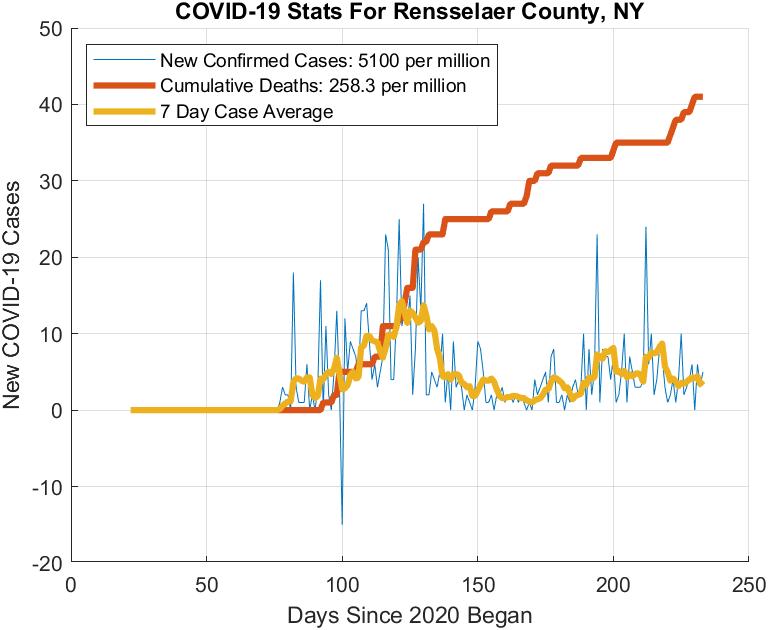 COVID-19 Stats For Rensselaer County, NY
New Confirmed Cases: 5100 per million
Cumulative Deaths: 258.3 per million
7 Day Case Average
New COVID-19 Cases
50
40
30
20
10
0
-10
-20
0 50 100 150 200 250
Days Since 2020 Began